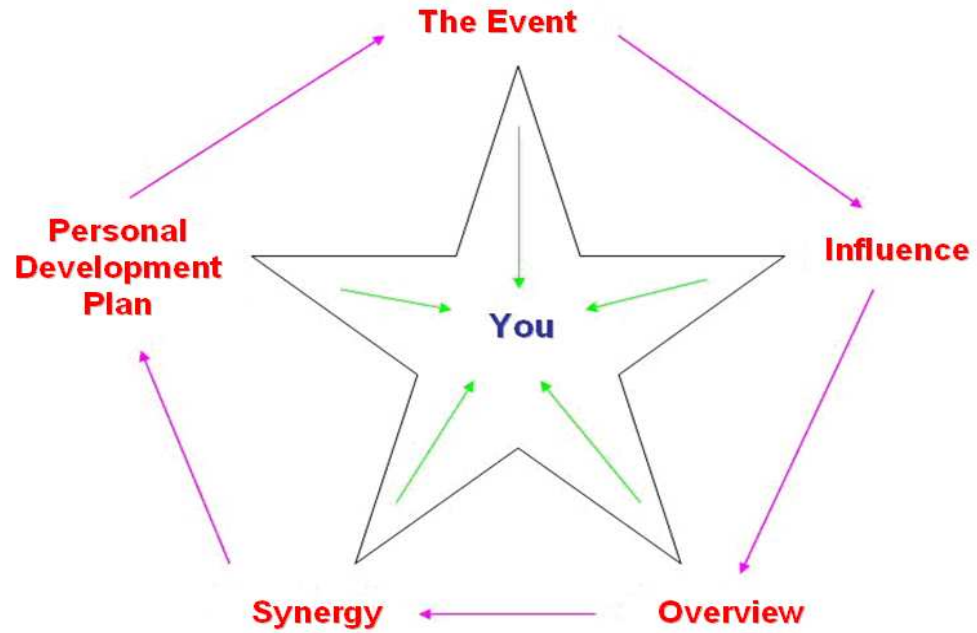 The Event
Personal
Development
Plan
Influence
You
Synergy
Overview